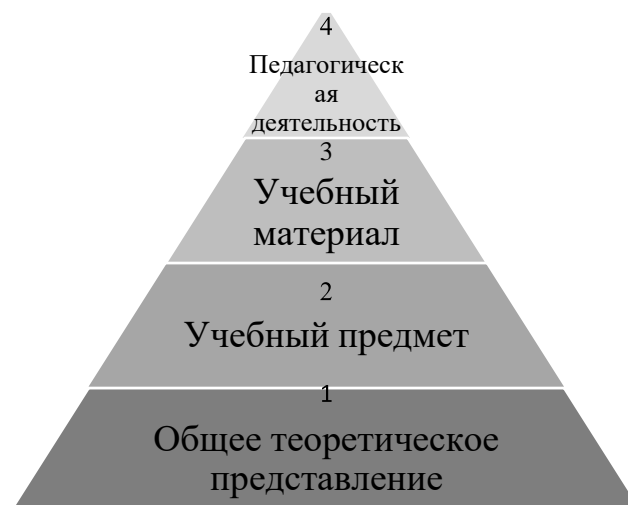 4
Педагогическ
ая
деятельность
3
Учебный
материал
2
Учебный предмет
1
Общее теоретическое
представление